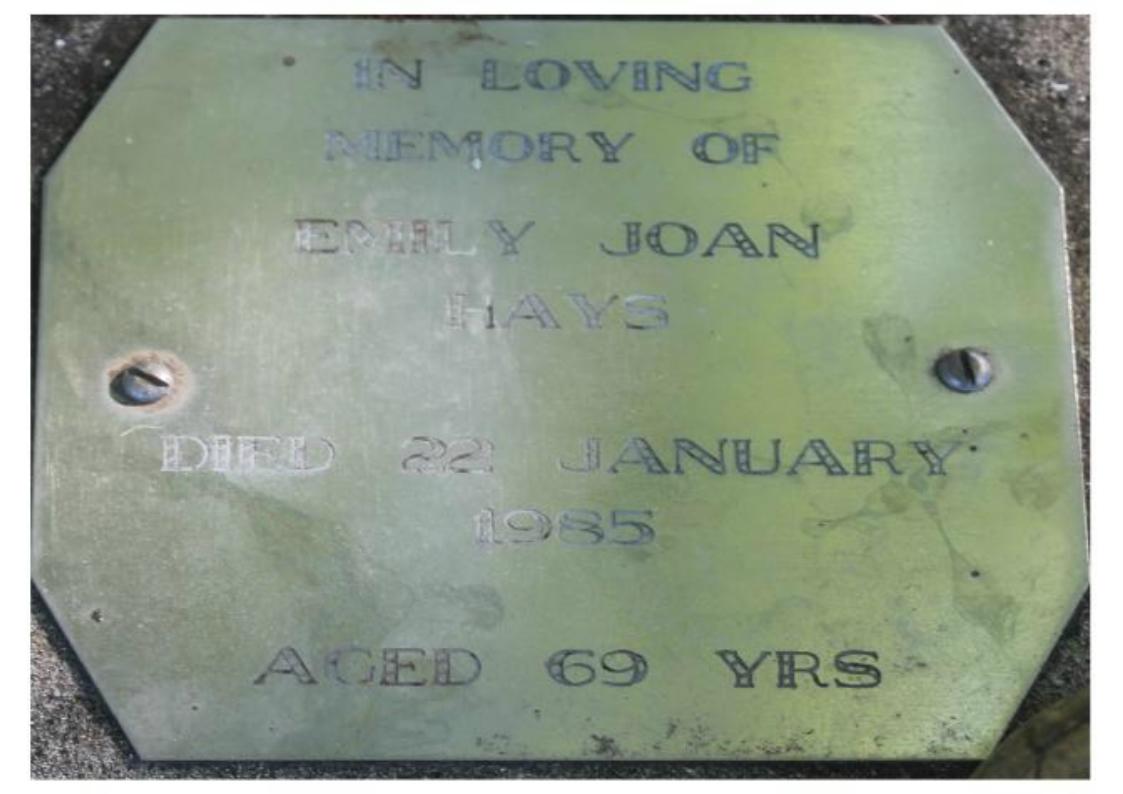 IN LOVING
MEMORY OF
EMILY JOAN
HAYS
DIED 22 JANUARY
1985
AGED 69 YRS